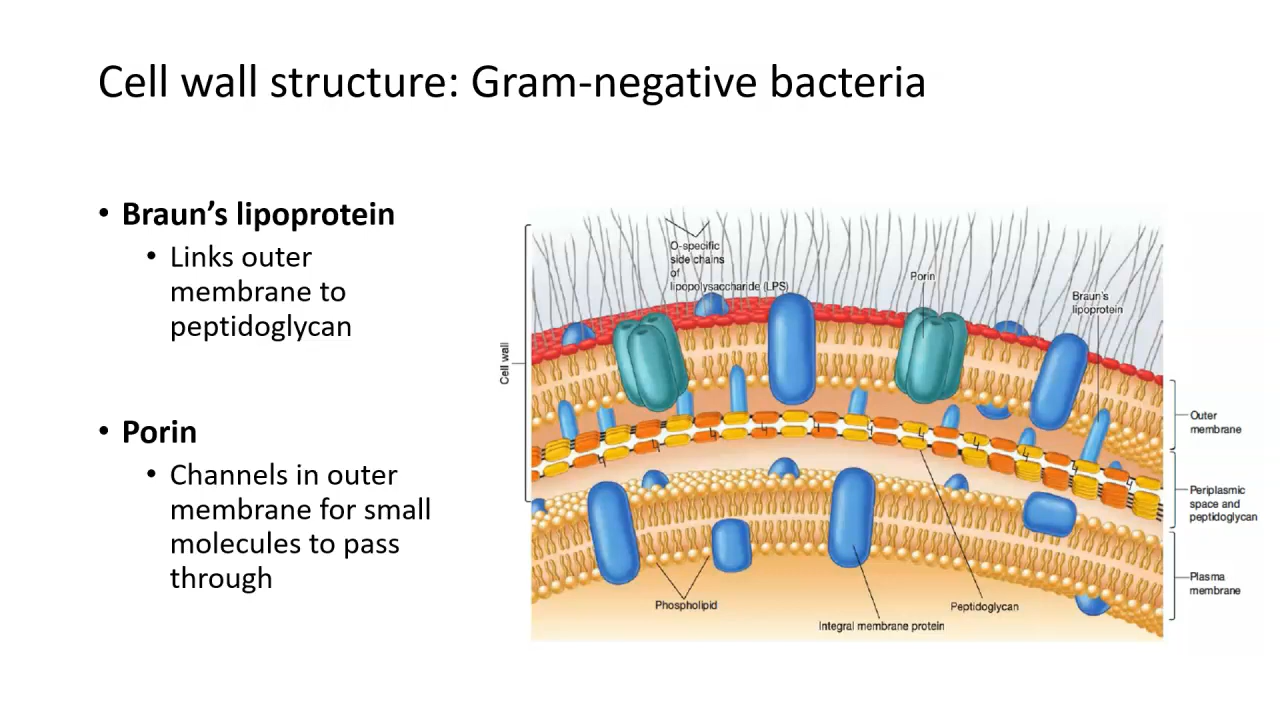 Cell wall structure: Gram-negative bacteria
• Braun’s lipoprotein
• Links outer
membrane to
peptidoglycan
• Porin
• Channels in outer
membrane for small
molecules to pass
through
O-specific
side chains
of
lipopolysaccharide (LPS)
Porin
Braun's
lipoprotein
Cell wall
Outer
membrane
Periplasmic
space and
peptidoglycan
Plasma
membrane
Phospholipid
Peptidoglycan
Integral membrane protein